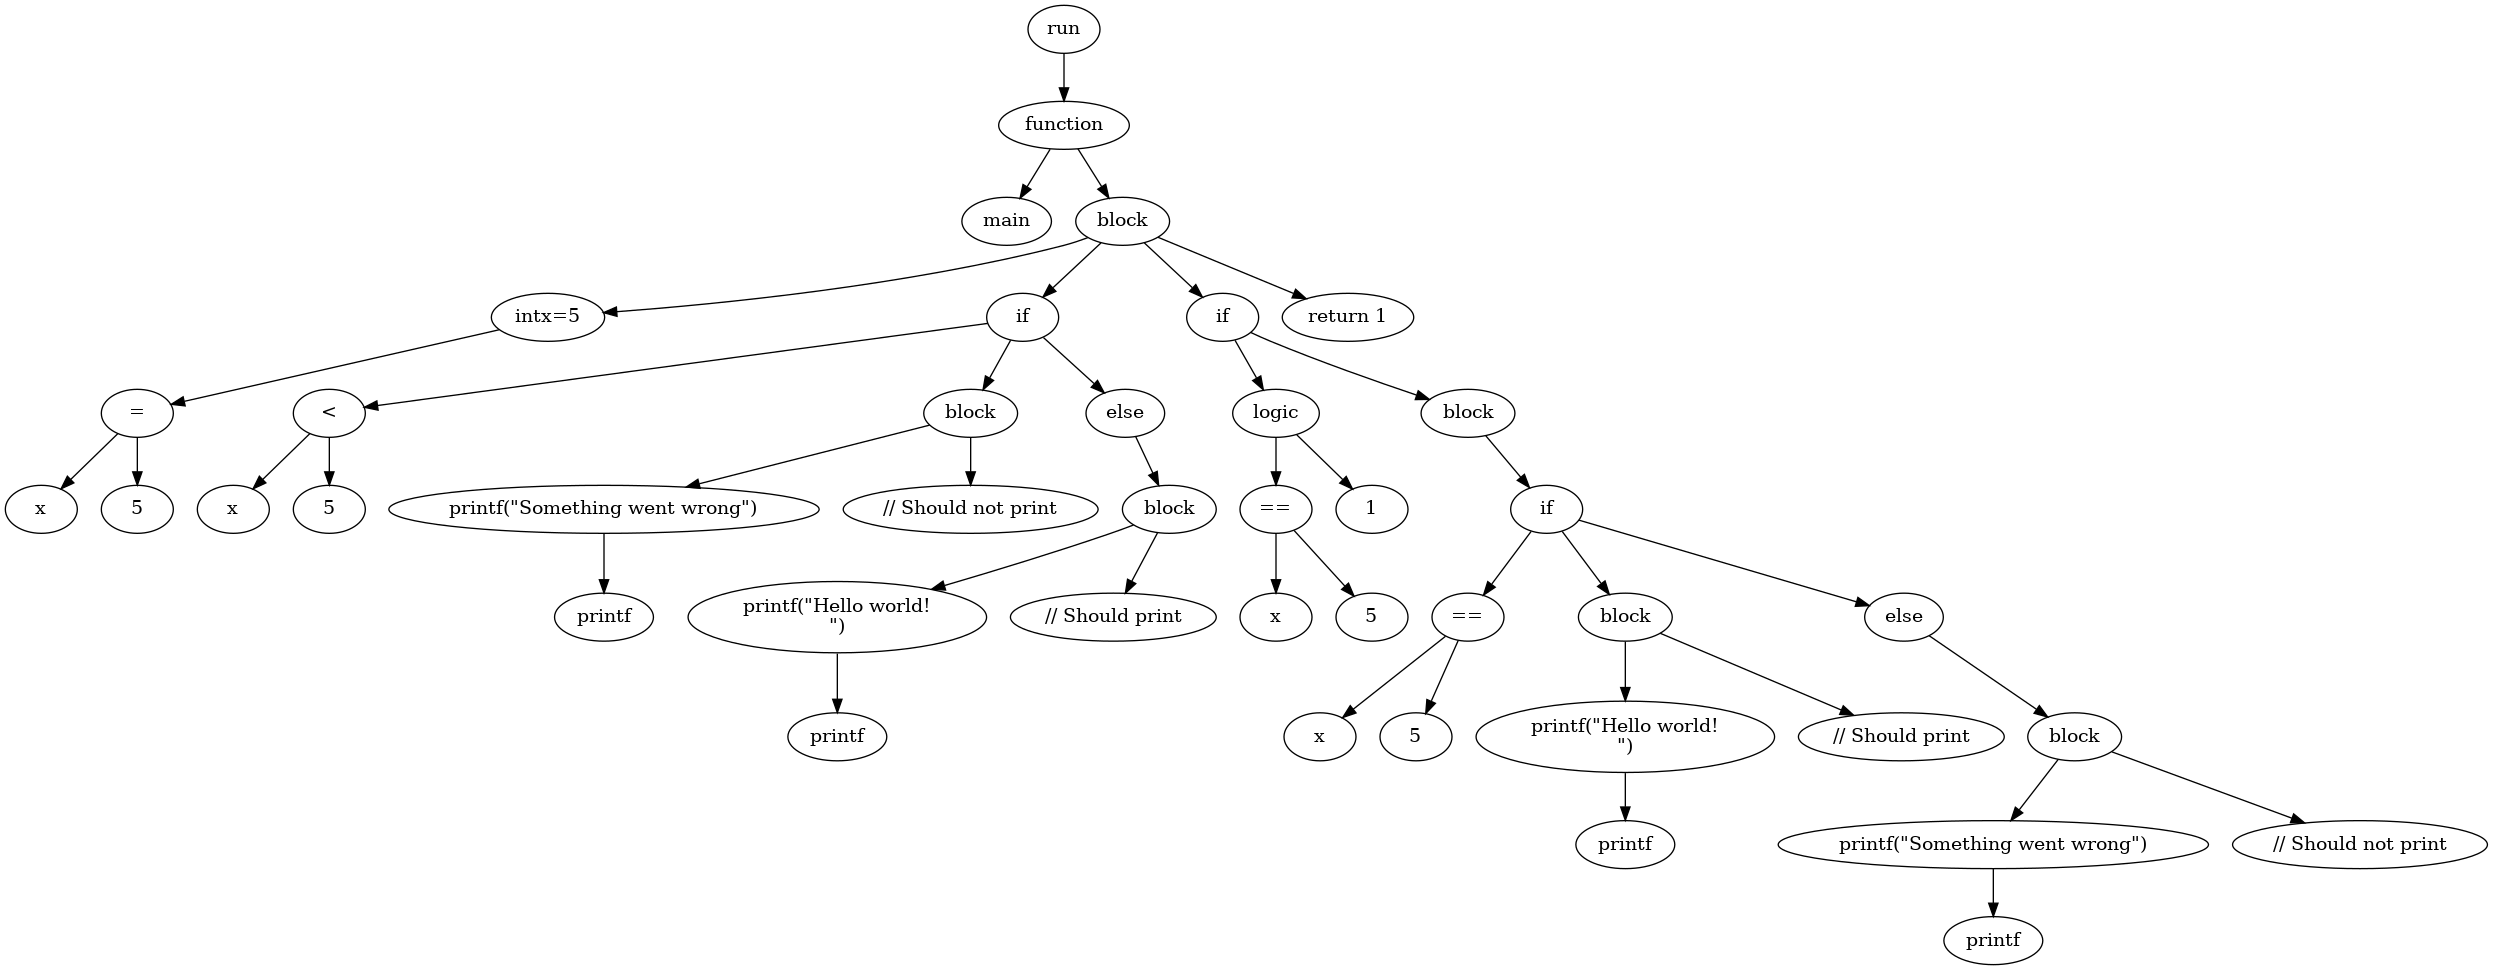 run
function
main
block
intx=5
if
if
return 1
=
<
block
else
logic
block
x
5
x
5
printf("Something went wrong")
// Should not print
block
==
1
if
printf
printf("Hello world!
")
// Should print
x
5
==
block
else
printf
x
5
printf("Hello world!
")
// Should print
block
printf
printf("Something went wrong")
// Should not print
printf